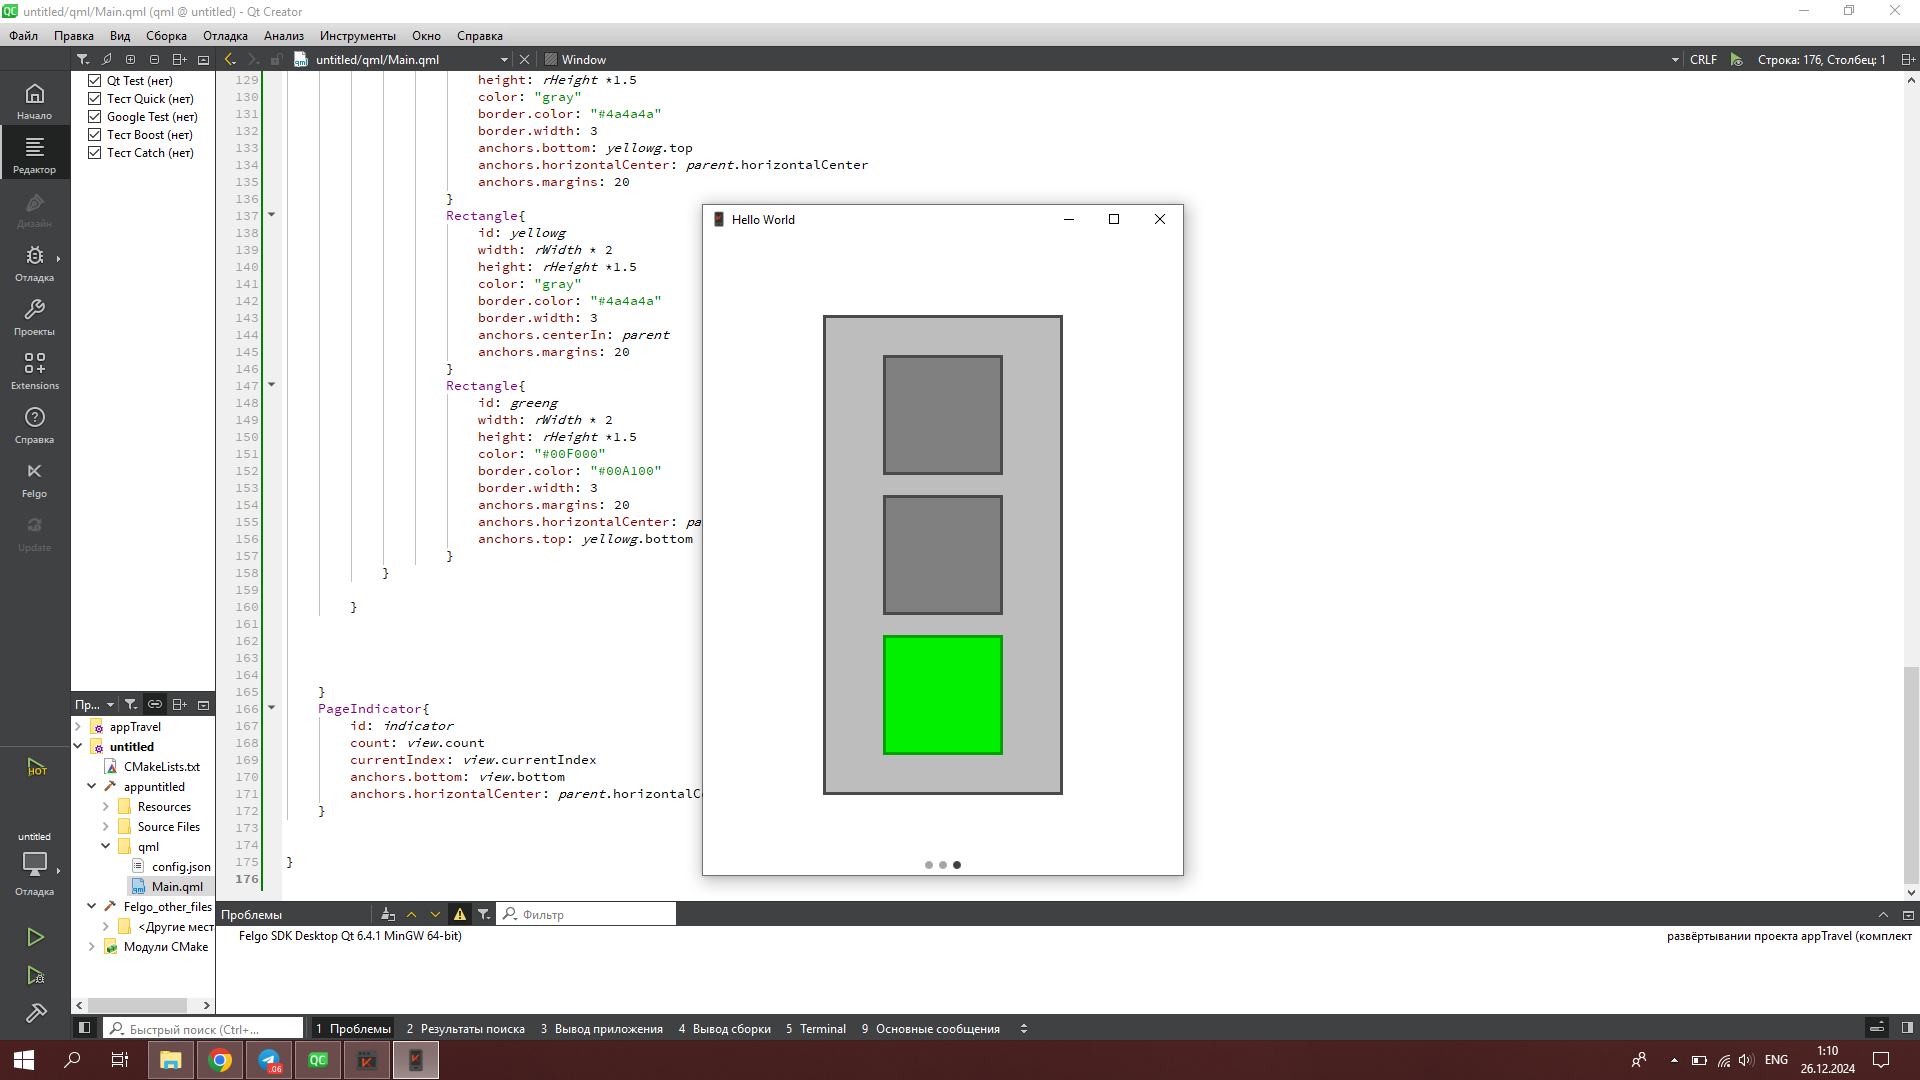 untitled/qml/Main.qml (qml @ untitled) - Qt Creator
Файл Правка Вид Сборка Отладка Анализ Инструменты Окно Справка
untitled/qml/Main.qml Window CRLF Строка: 176, Столбец: 1
Начало
Редактор
Дизайн
Отладка
Проекты
Extensions
Справка
Felgo
Update
HOT
untitled
Отладка
Qt Test (нет)
Тест Quick (нет)
Google Test (нет)
Тест Boost (нет)
Тест Catch (нет)
Пр...
appTravel
untitled
CMakeLists.txt
appuntitled
Resources
Source Files
qml
config.json
Main.qml
Felgo_other_files
<Другие мест
Модули CMake
129 height: rHeight *1.5
130 color: "gray"
131 border.color: "#4a4a4a"
132 border.width: 3
133 anchors.bottom: yellowg.top
134 anchors.horizontalCenter: parent.horizontalCenter
135 anchors.margins: 20
136 }
137 Rectangle{
138 id: yellowg
139 width: rWidth * 2
140 height: rHeight *1.5
141 color: "gray"
142 border.color: "#4a4a4a"
143 border.width: 3
144 anchors.centerIn: parent
145 anchors.margins: 20
146 }
147 Rectangle{
148 id: greeng
149 width: rWidth * 2
150 height: rHeight *1.5
151 color: "#00F000"
152 border.color: "#00A100"
153 border.width: 3
154 anchors.margins: 20
155 anchors.horizontalCenter: pa
156 anchors.top: yellowg.bottom
157 }
158 }
159
160 }
161
162
163
164
165 }
166 PageIndicator{
167 id: indicator
168 count: view.count
169 currentIndex: view.currentIndex
170 anchors.bottom: view.bottom
171 anchors.horizontalCenter: parent.horizontalC
172 }
173
174
175 }
176
Hello World
Проблемы Фильтр
Felgo SDK Desktop Qt 6.4.1 MinGW 64-bit) развёртывании проекта appTravel (комплект
Быстрый поиск (Ctrl+... 1 Проблемы 2 Результаты поиска 3 Вывод приложения 4 Вывод сборки 5 Terminal 9 Основные сообщения
QC .06 ENG 1:10
26.12.2024